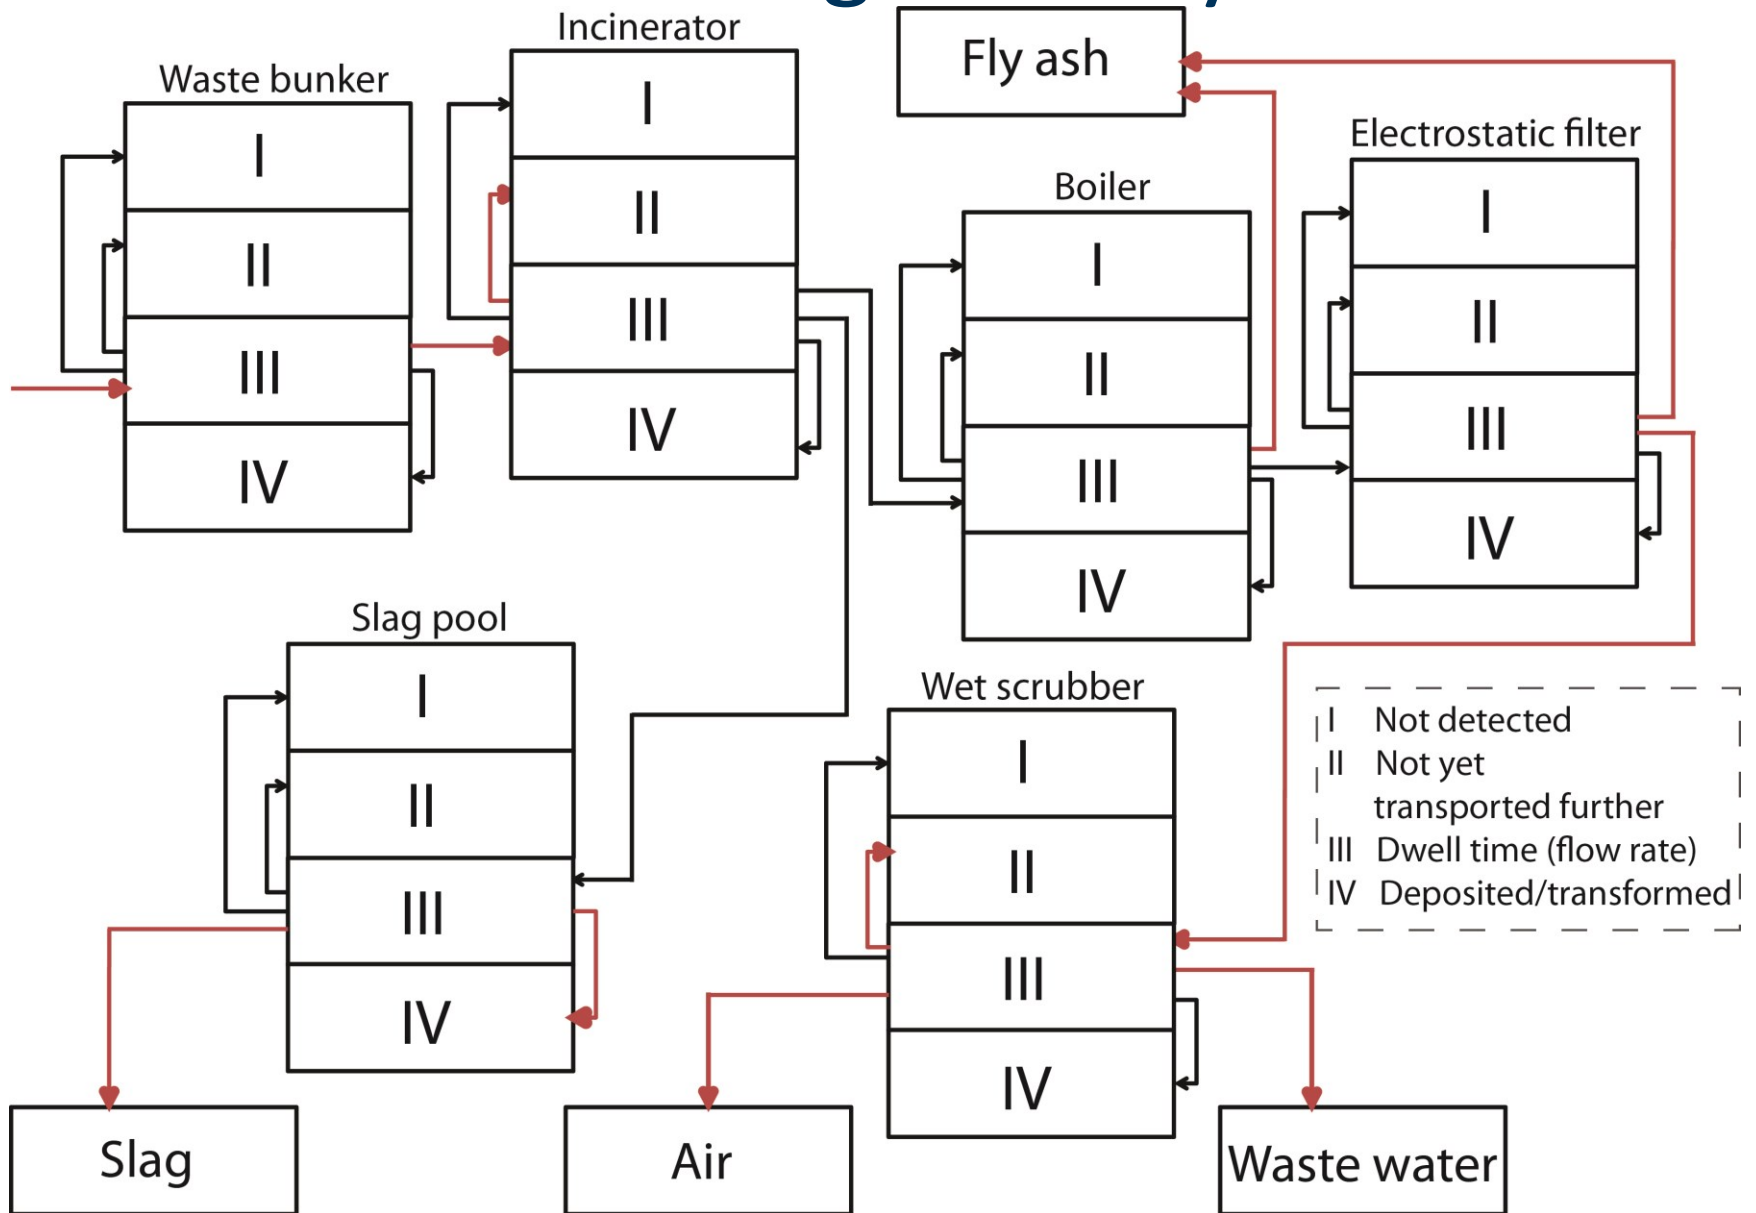 Incinerator
I
II
III
IV
Waste bunker
I
II
III
IV
Fly ash
Electrostatic filter
I
II
III
IV
Boiler
I
II
III
IV
Slag pool
I
II
III
IV
Wet scrubber
I
II
III
IV
I Not detected
II Not yet
transported further
III Dwell time (flow rate)
IV Deposited/transformed
Slag
Air
Waste water